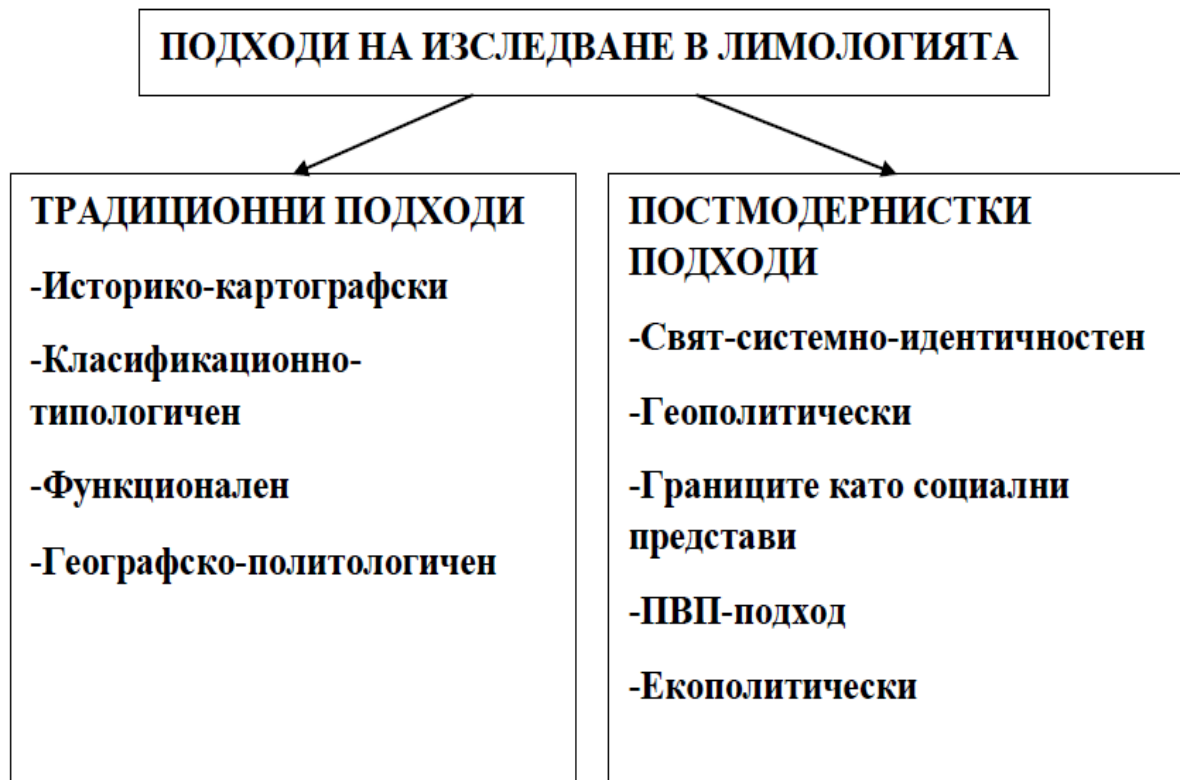 ПОДХОДИ НА ИЗСЛЕДВАНЕ В ЛИМОЛОГИЯТА
ТРАДИЦИОННИ ПОДХОДИ
-Историко-картографски
-Класификационно-
типологичен
-Функционален
-Географско-политологичен
ПОСТМОДЕРНИСТКИ
ПОДХОДИ
-Свят-системно-идентичностен
-Геополитически
-Границите като социални
представи
-ПВП-подход
-Екополитически